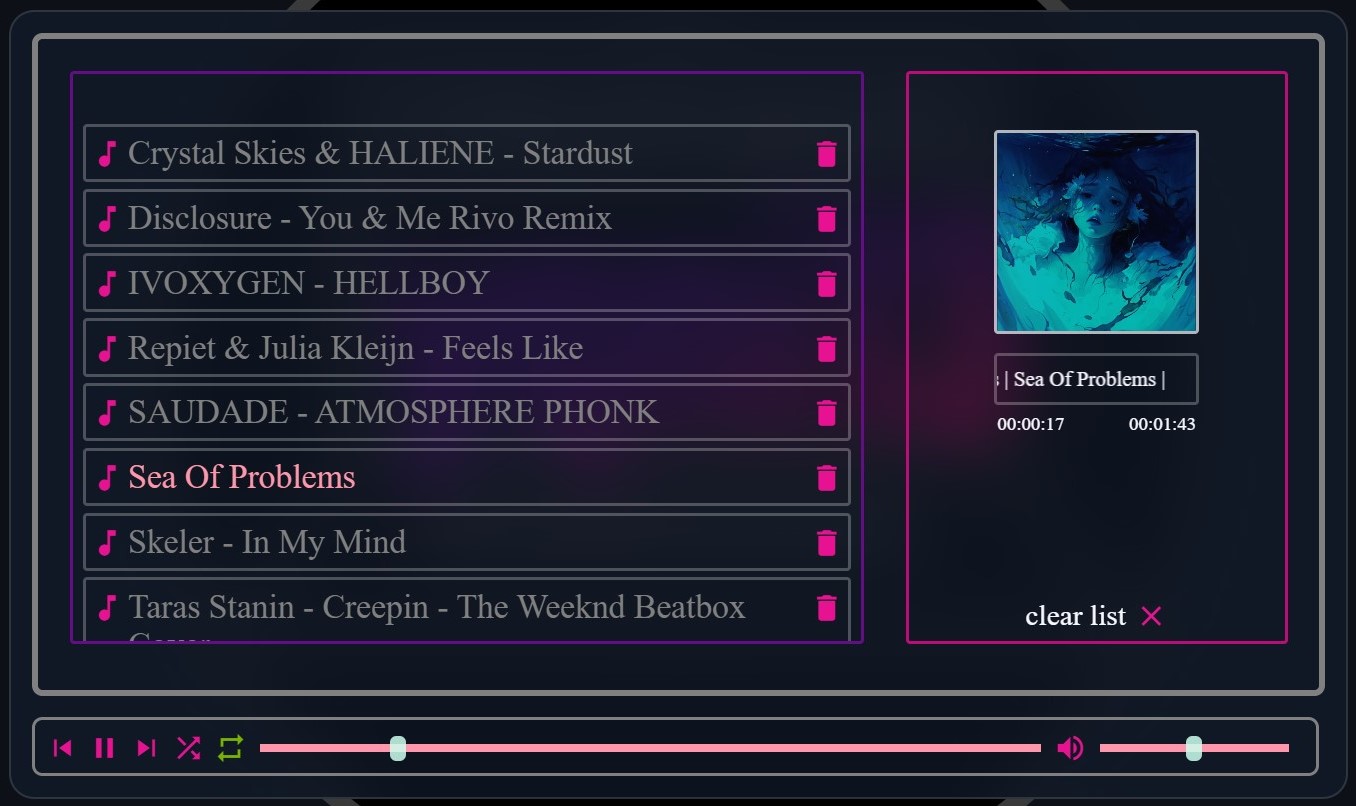 Crystal Skies & HALIENE - Stardust
Disclosure - You & Me Rivo Remix
IVOXYGEN - HELLBOY
Repiet & Julia Kleijn - Feels Like
SAUDADE - ATMOSPHERE PHONK
Sea Of Problems
Skeler - In My Mind
Taras Stanin - Creepin - The Weeknd Beatbox
Cover
s | Sea Of Problems |
00:00:17 00:01:43
clear list